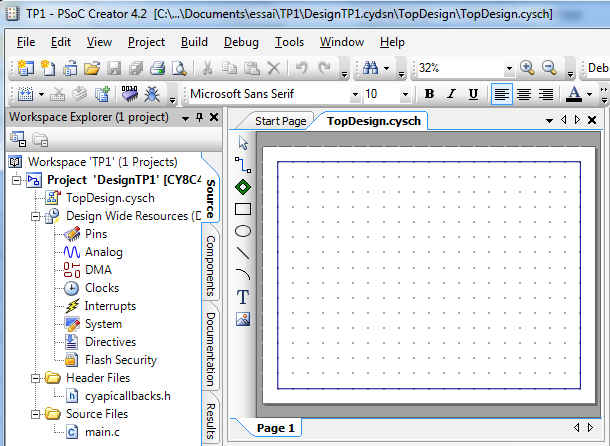 TP1 - PSoC Creator 4.2 [C:\...\Documents\essai\TP1\DesignTP1.cydsn\TopDesign\TopDesign.cysch]
File Edit View Project Build Debug Tools Window Help
32% Deb
Microsoft Sans Serif 10 B I U A
Workspace Explorer (1 project)
Start Page TopDesign.cysch
Workspace 'TP1' (1 Projects)
Project 'DesignTP1' [CY8C4
TopDesign.cysch
Design Wide Resources (D
Pins
Analog
DMA
Clocks
Interrupts
System
Directives
Flash Security
Header Files
cyapicallbacks.h
Source Files
main.c
Source
Components
Documentation
Results
T
Page 1